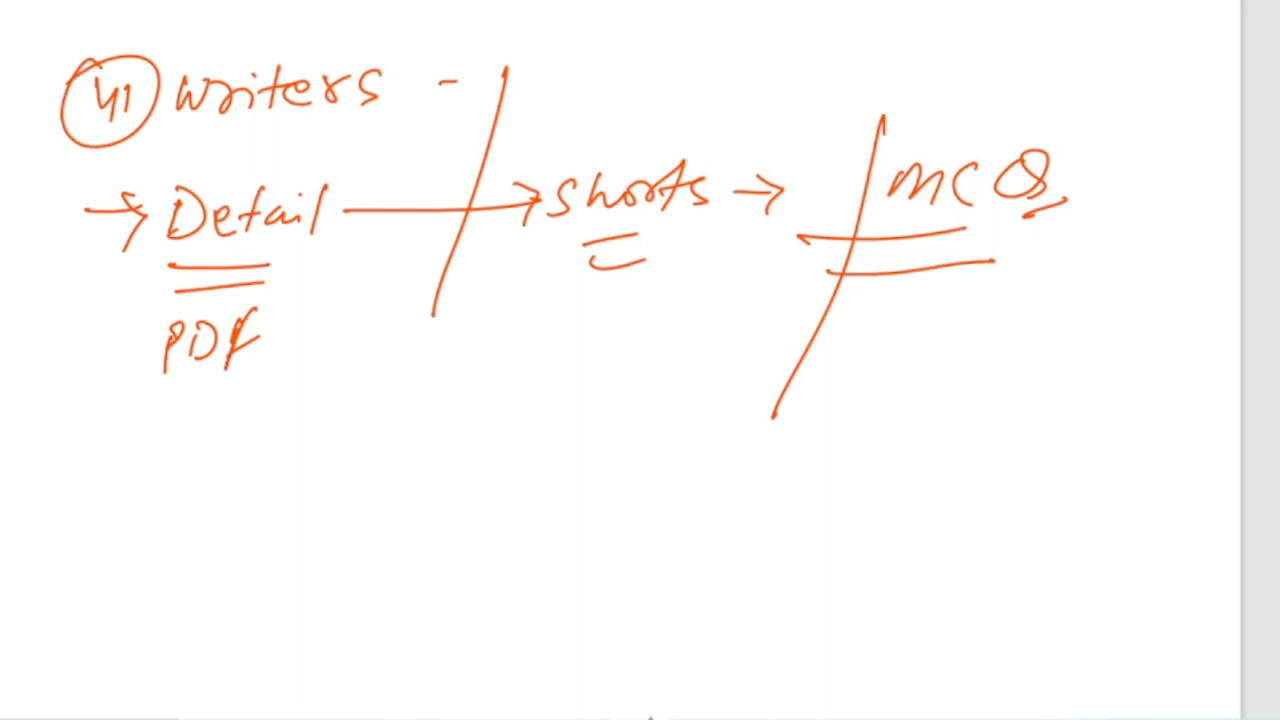 41 writers -
→ Detail → Shorts → MCQ
PDF